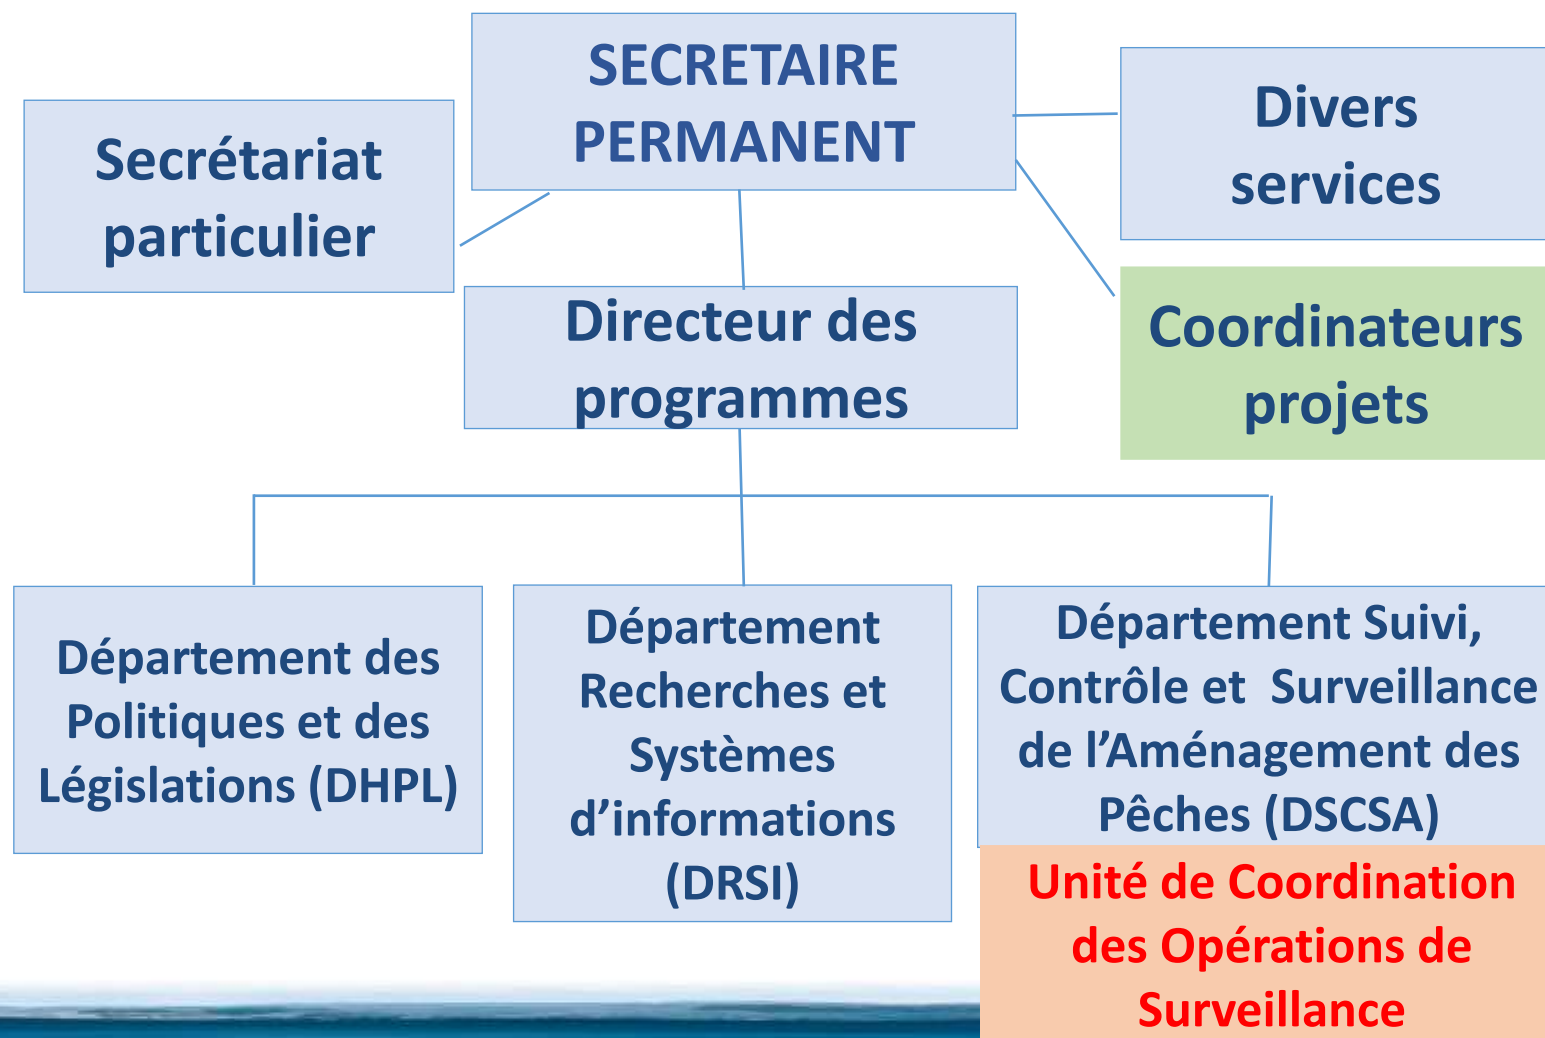 SECRETAIRE
PERMANENT
Secrétariat
particulier
Divers
services
Directeur des
programmes
Coordinateurs
projets
Département des
Politiques et des
Législations (DHPL)
Département
Recherches et
Systèmes
d’informations
(DRSI)
Département Suivi,
Contrôle et Surveillance
de l’Aménagement des
Pêches (DSCSA)
Unité de Coordination
des Opérations de
Surveillance